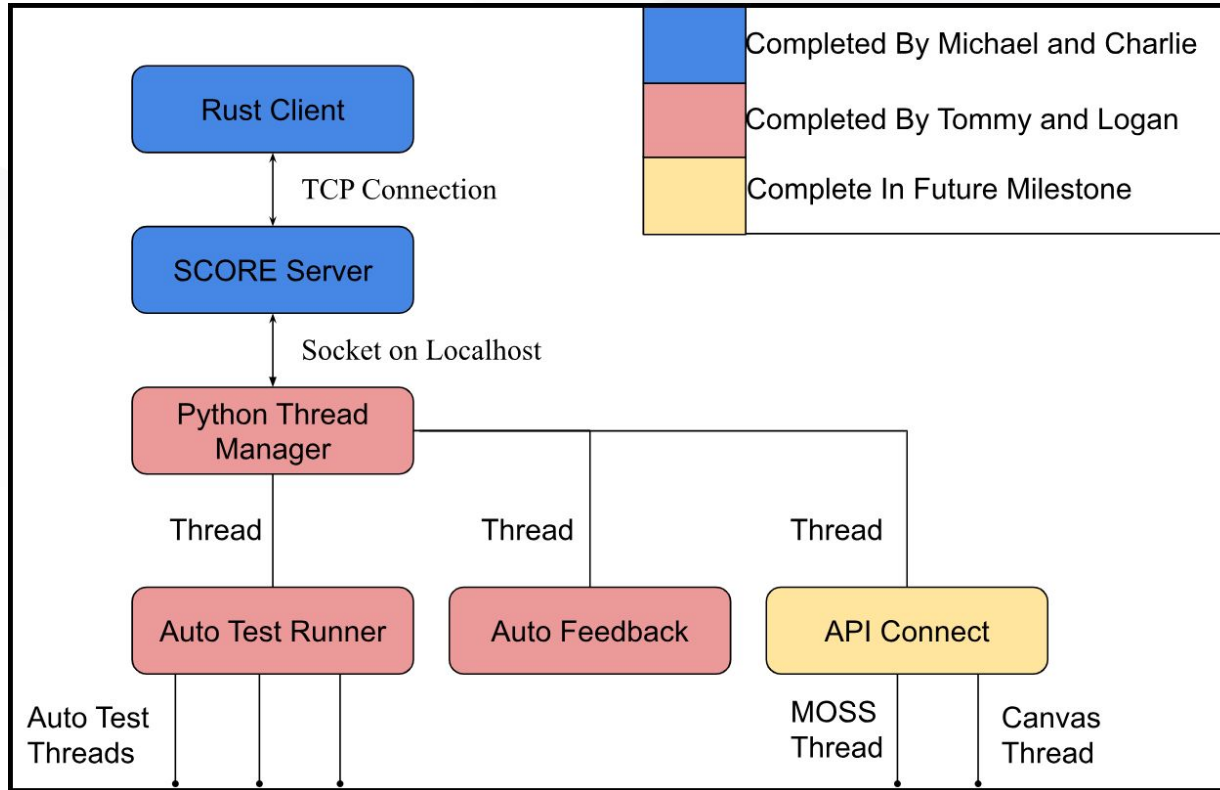 Completed By Michael and Charlie
Rust Client
Completed By Tommy and Logan
TCP Connection
Complete In Future Milestone
SCORE Server
Socket on Localhost
Python Thread
Manager
Thread
Thread
Thread
Auto Test Runner
Auto Feedback
API Connect
Auto Test
Threads
MOSS
Thread
Canvas
Thread